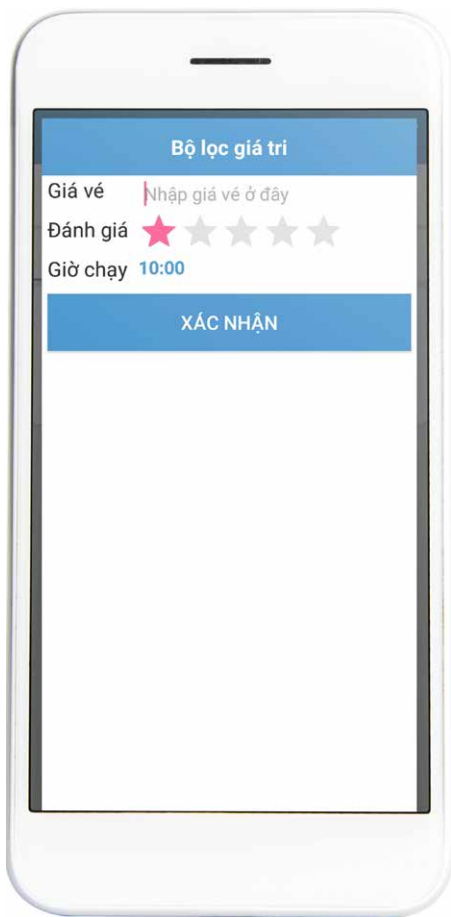 Bộ lọc giá tri
Giá vé Nhập giá vé ở đây
Đánh giá
Giờ chạy 10:00
XÁC NHẬN